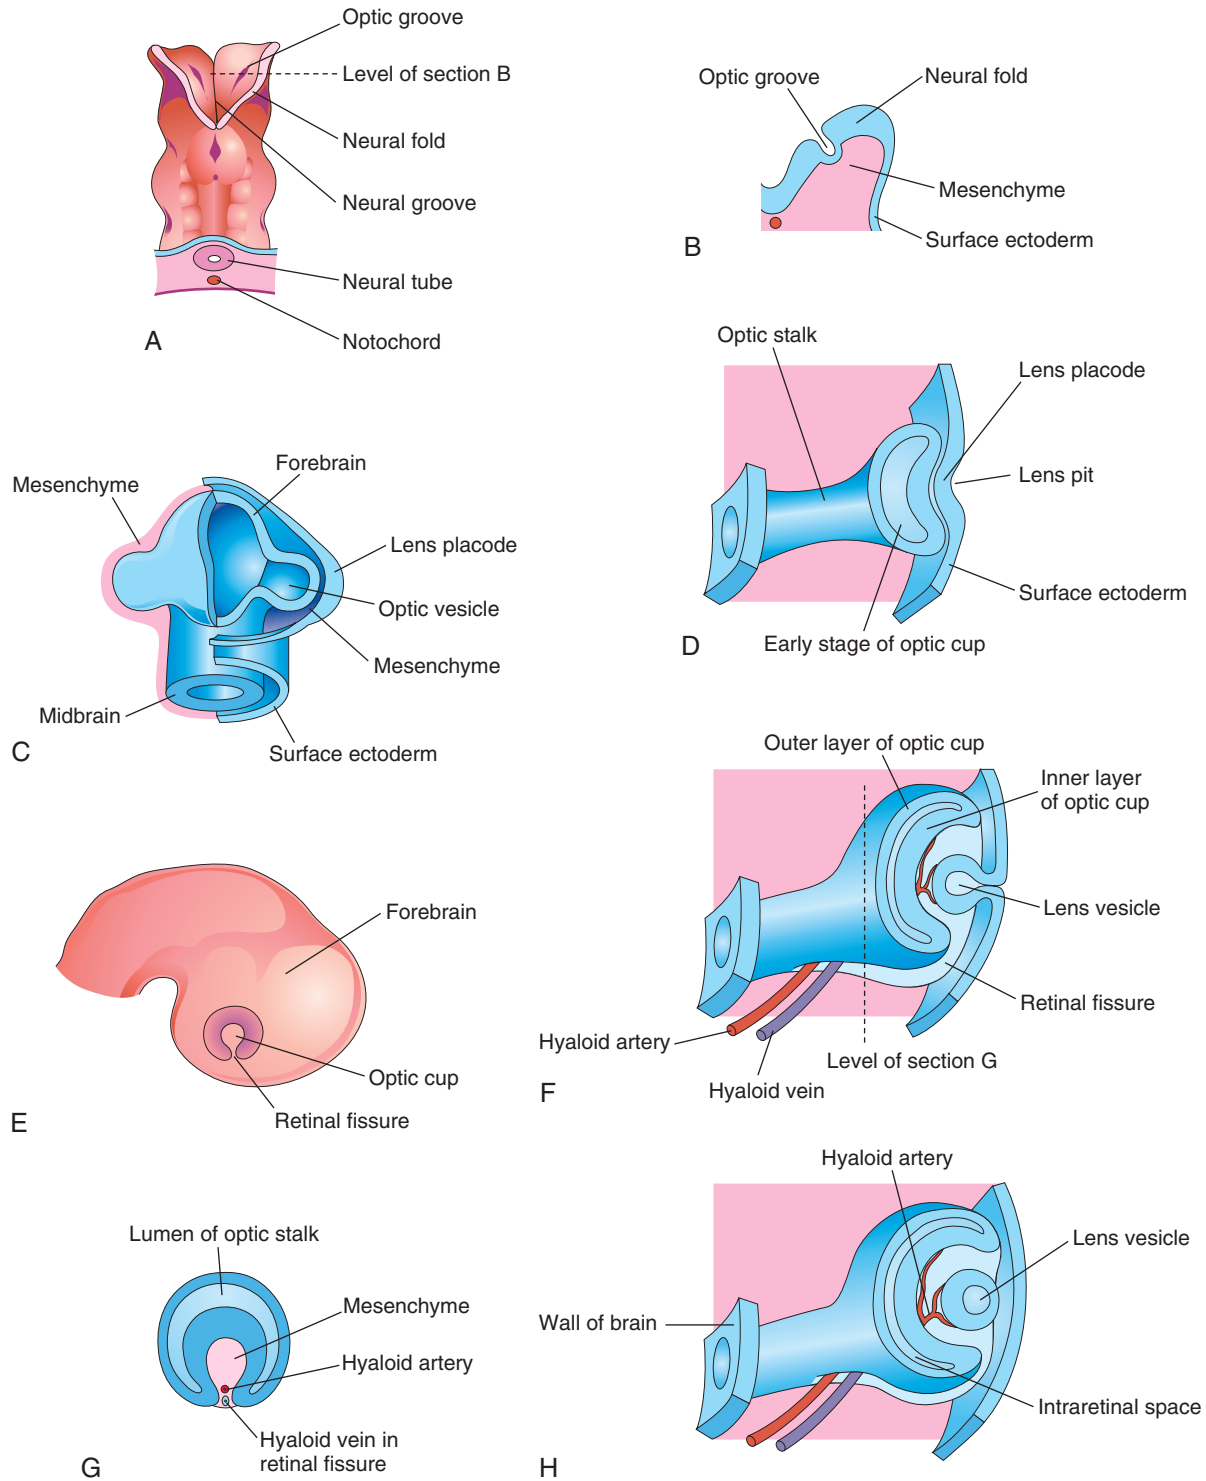 Optic groove
Level of section B
Neural fold
Neural groove
Neural tube
Notochord
A
Optic groove
Neural fold
Mesenchyme
Surface ectoderm
B
Mesenchyme
Forebrain
Lens placode
Optic vesicle
Mesenchyme
Midbrain
Surface ectoderm
C
Optic stalk
Lens placode
Lens pit
Surface ectoderm
Early stage of optic cup
D
Forebrain
Optic cup
Retinal fissure
E
Outer layer of optic cup
Inner layer
of optic cup
Lens vesicle
Retinal fissure
Hyaloid artery
Level of section G
Hyaloid vein
F
Lumen of optic stalk
Mesenchyme
Hyaloid artery
Hyaloid vein in
retinal fissure
G
Hyaloid artery
Lens vesicle
Wall of brain
Intraretinal space
H